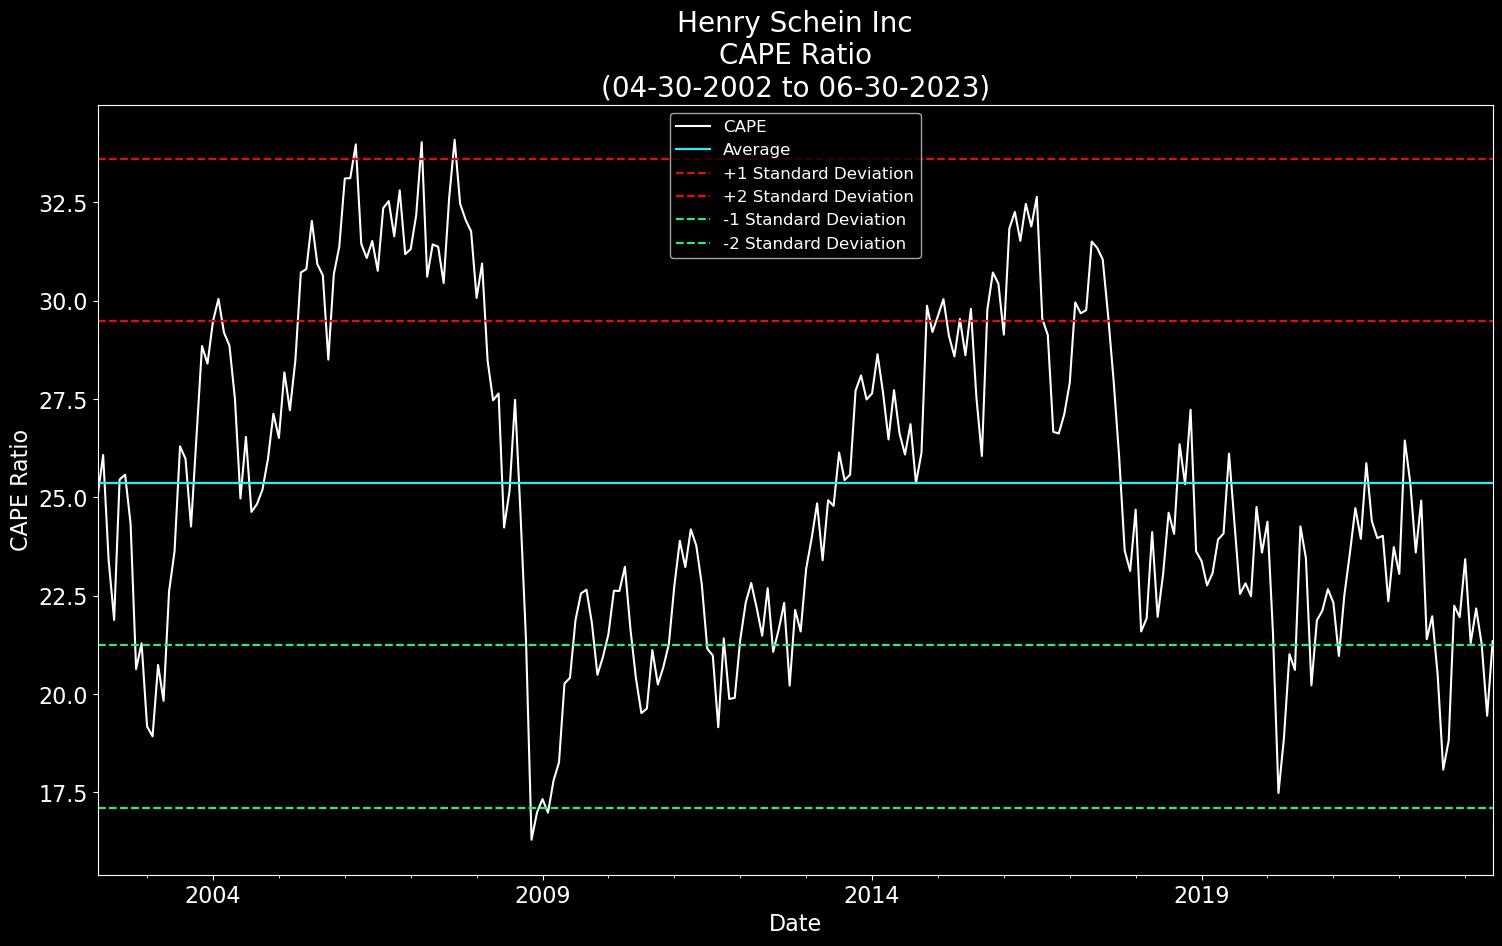 Henry Schein Inc
CAPE Ratio
(04-30-2002 to 06-30-2023)
CAPE
Average
+1 Standard Deviation
+2 Standard Deviation
-1 Standard Deviation
-2 Standard Deviation
32.5
30.0
27.5
25.0
22.5
20.0
17.5
CAPE Ratio
2004
2009
2014
2019
Date